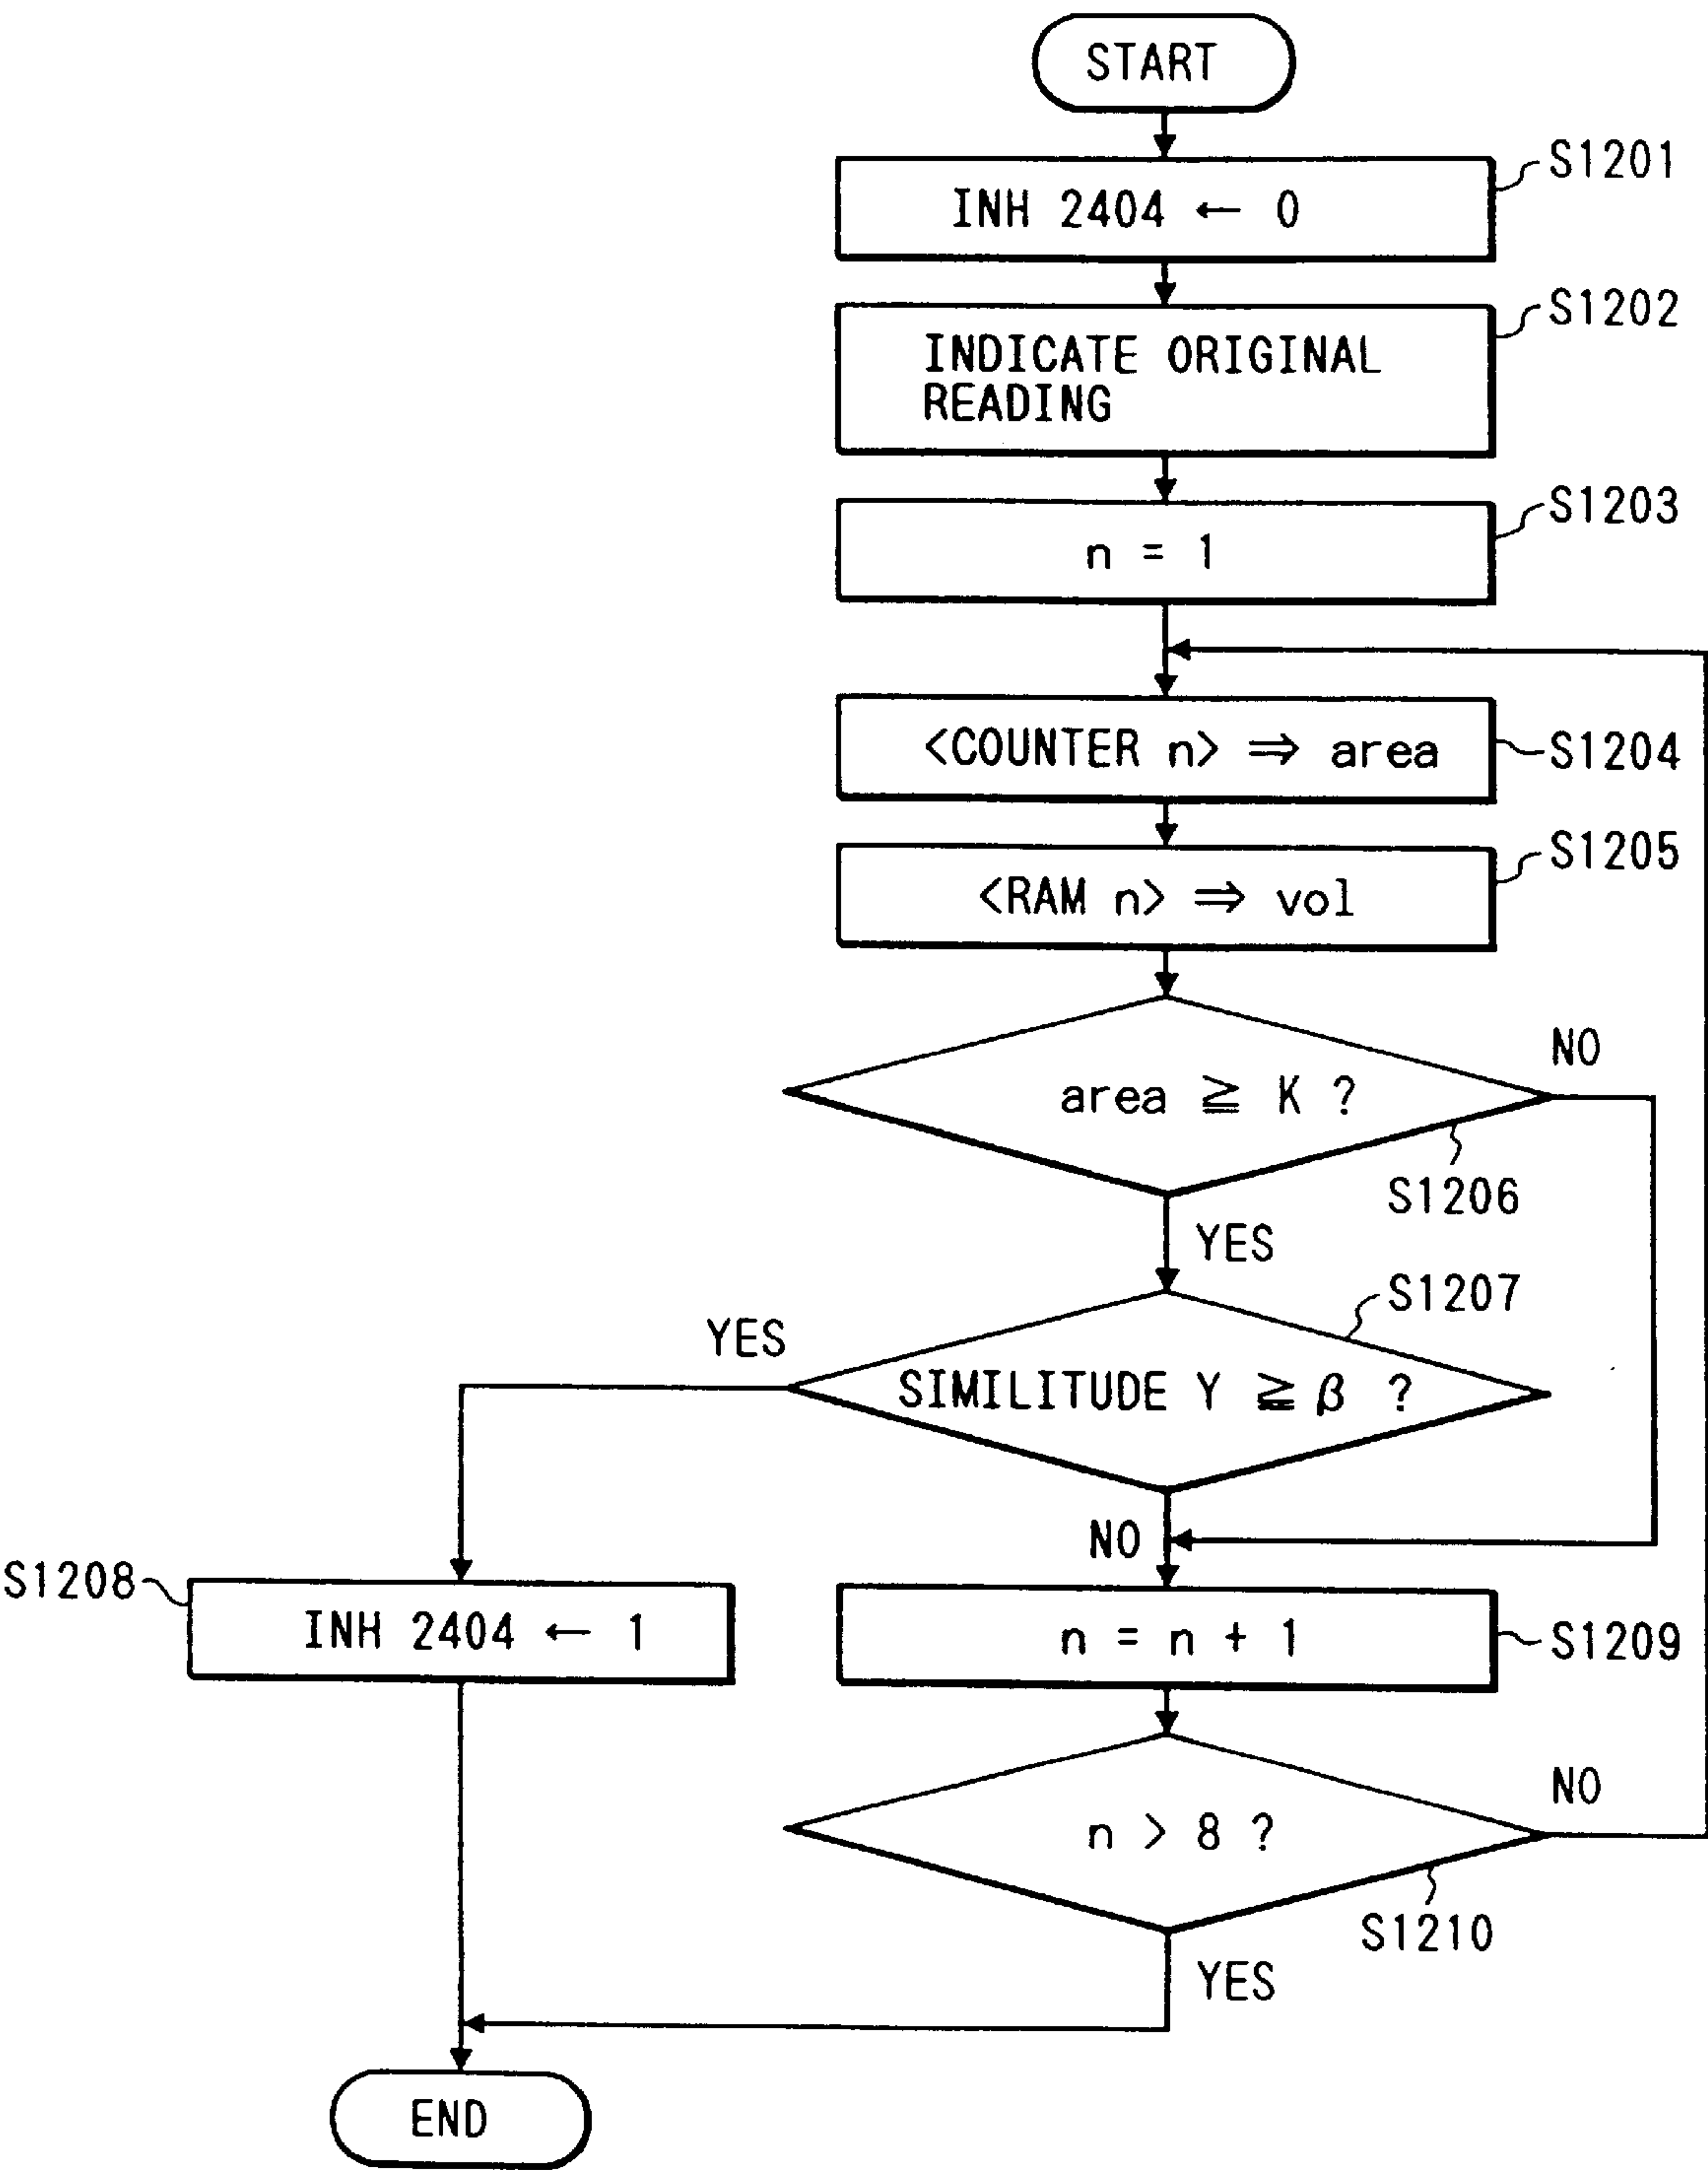 START
S1201
INH 2404 ← 0
S1202
INDICATE ORIGINAL
READING
S1203
n = 1
<COUNTER n> ⇒ area
S1204
S1205
<RAM n> ⇒ vol
NO
area ≧ K ?
S1206
YES
S1207
YES
SIMILITUDE Y ≧ β ?
NO
S1208
INH 2404 ← 1
n = n + 1
S1209
NO
n > 8 ?
S1210
YES
END